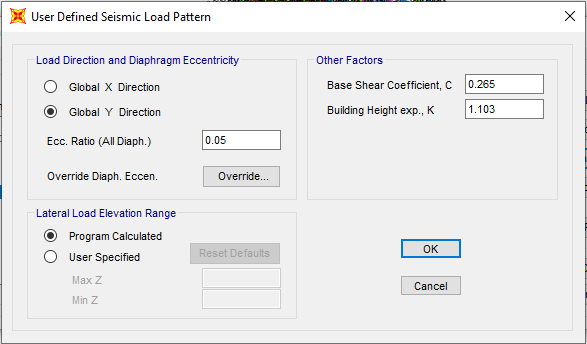 User Defined Seismic Load Pattern
Load Direction and Diaphragm Eccentricity
Global X Direction
Global Y Direction
Ecc. Ratio (All Diaph.)
0.05
Override Diaph. Eccen.
Override...
Other Factors
Base Shear Coefficient, C
0.265
Building Height exp., K
1.103
Lateral Load Elevation Range
Program Calculated
User Specified
Reset Defaults
Max Z
Min Z
OK
Cancel